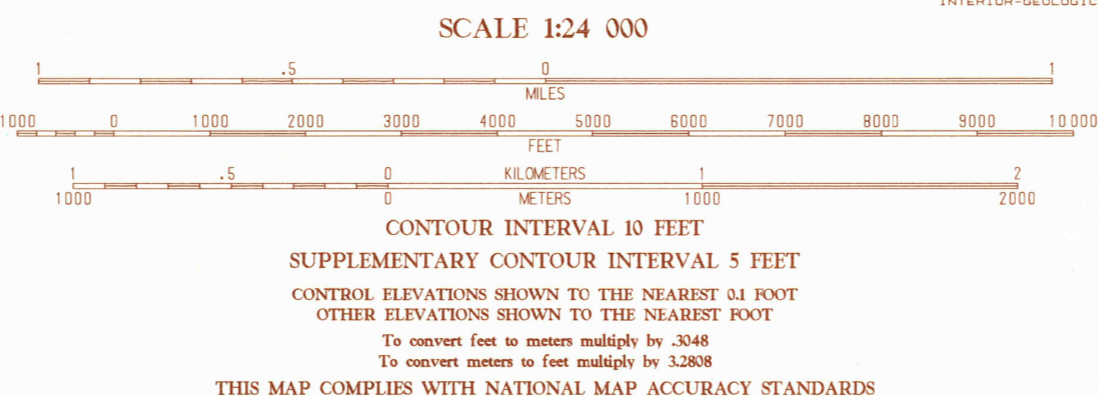 INTERIOR-GEOLOGIC
SCALE 1:24 000
1 .5 0 1
MILES
1000 0 1000 2000 3000 4000 5000 6000 7000 8000 9000 10 000
FEET
1 .5 0 KILOMETERS 1 2
1000 0 METERS 1000 2000
CONTOUR INTERVAL 10 FEET
SUPPLEMENTARY CONTOUR INTERVAL 5 FEET
CONTROL ELEVATIONS SHOWN TO THE NEAREST 0.1 FOOT
OTHER ELEVATIONS SHOWN TO THE NEAREST FOOT
To convert feet to meters multiply by .3048
To convert meters to feet multiply by 3.2808
THIS MAP COMPLIES WITH NATIONAL MAP ACCURACY STANDARDS